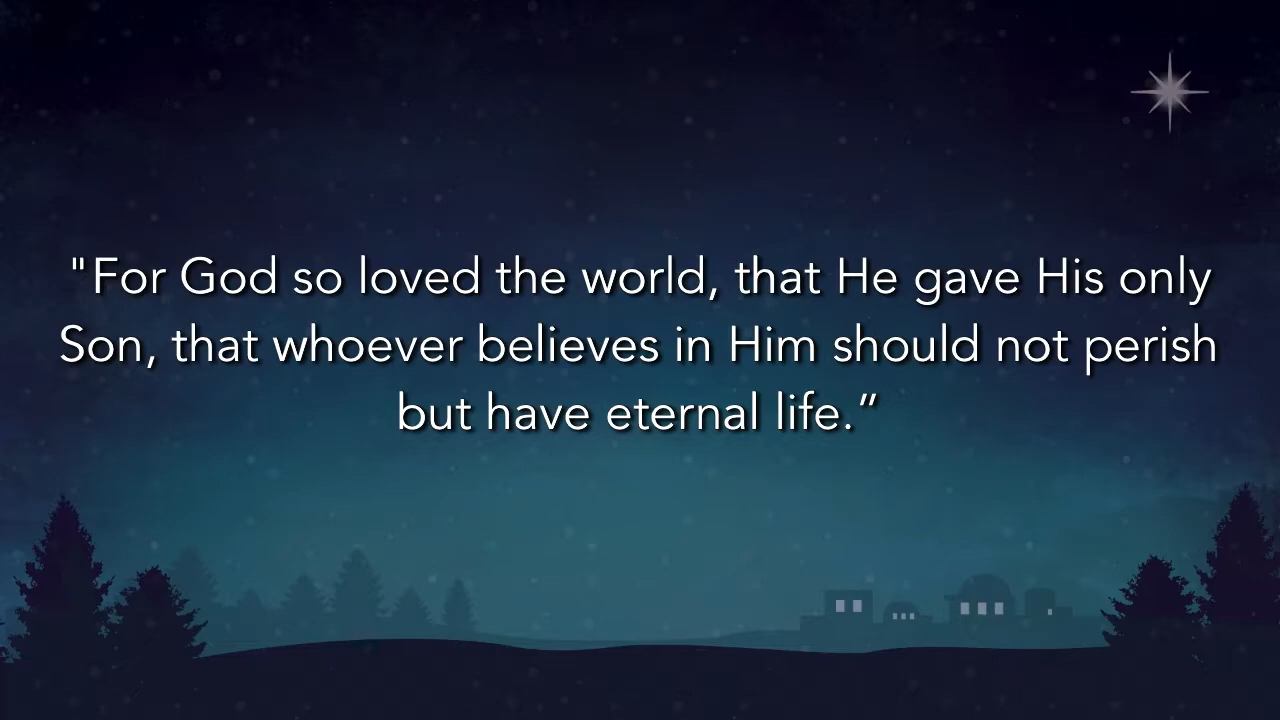 "For God so loved the world, that He gave His only
Son, that whoever believes in Him should not perish
but have eternal life.”